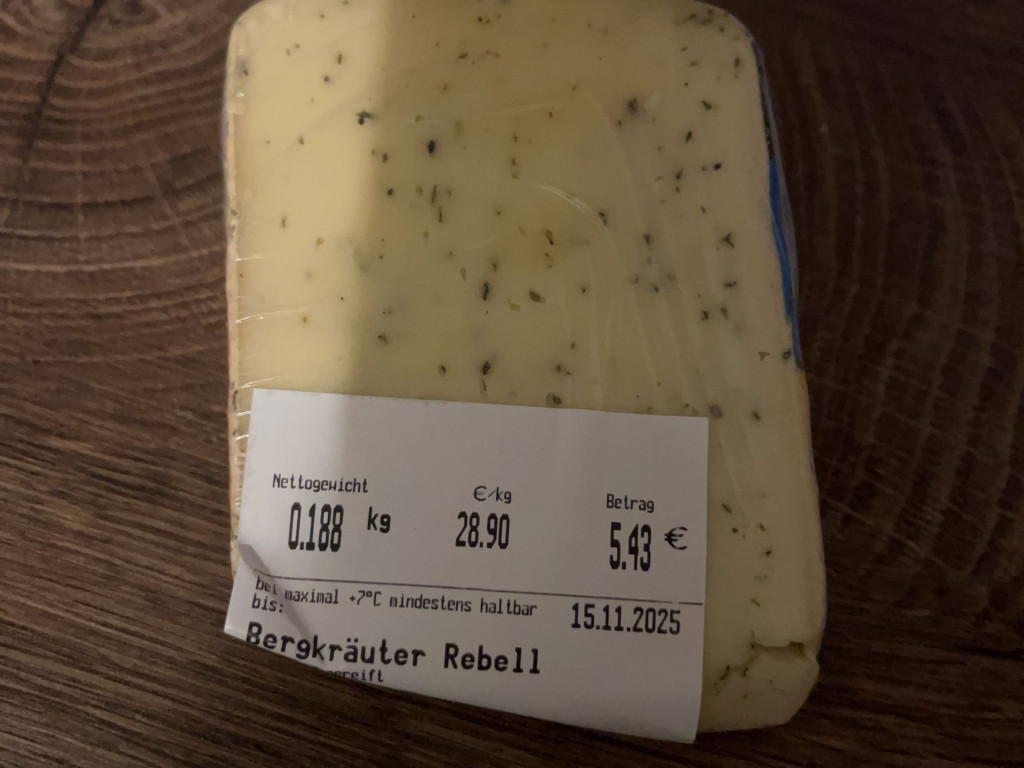 Nettogewicht €/kg Betrag
0.188 kg 28.90 5.43 €
bei maximal +7°C mindestens haltbar 15.11.2025
bis:
Bergkräuter Rebell